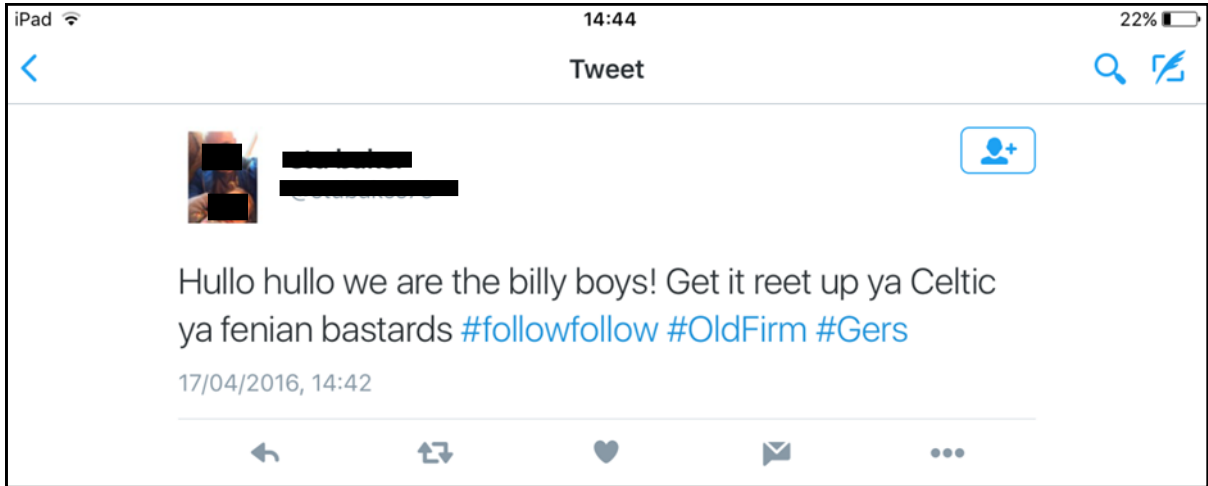 iPad 14:44 22%
Tweet
Hullo hullo we are the billy boys! Get it reet up ya Celtic
ya fenian bastards #followfollow #OldFirm #Gers
17/04/2016, 14:42